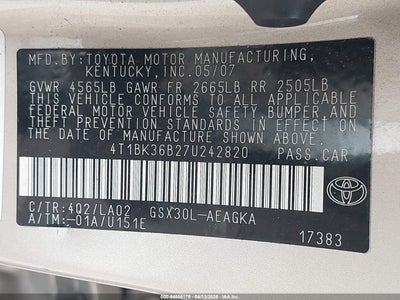 MFD.BY:TOYOTA MOTOR MANUFACTURING,
KENTUCKY,INC.05/07
GVWR 4565LB GAWR FR 2665LB RR 2505LB
THIS VEHICLE CONFORMS TO ALL APPLICABLE
FEDERAL MOTOR VEHICLE SAFETY,BUMPER,AND
THEFT PREVENTION STANDARDS IN EFFECT ON
THE DATE OF MANUFACTURE SHOWN ABOVE.
4T1BK36B27U242820 PASS.CAR
C/TR:4Q2/LA02 GSX30L-AEAGKA
A/TM:-01A/U151E
17383